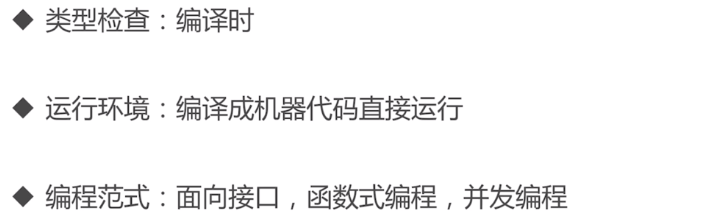 ◆ 类型检查：编译时
◆ 运行环境：编译成机器代码直接运行
◆ 编程范式：面向接口，函数式编程，并发编程